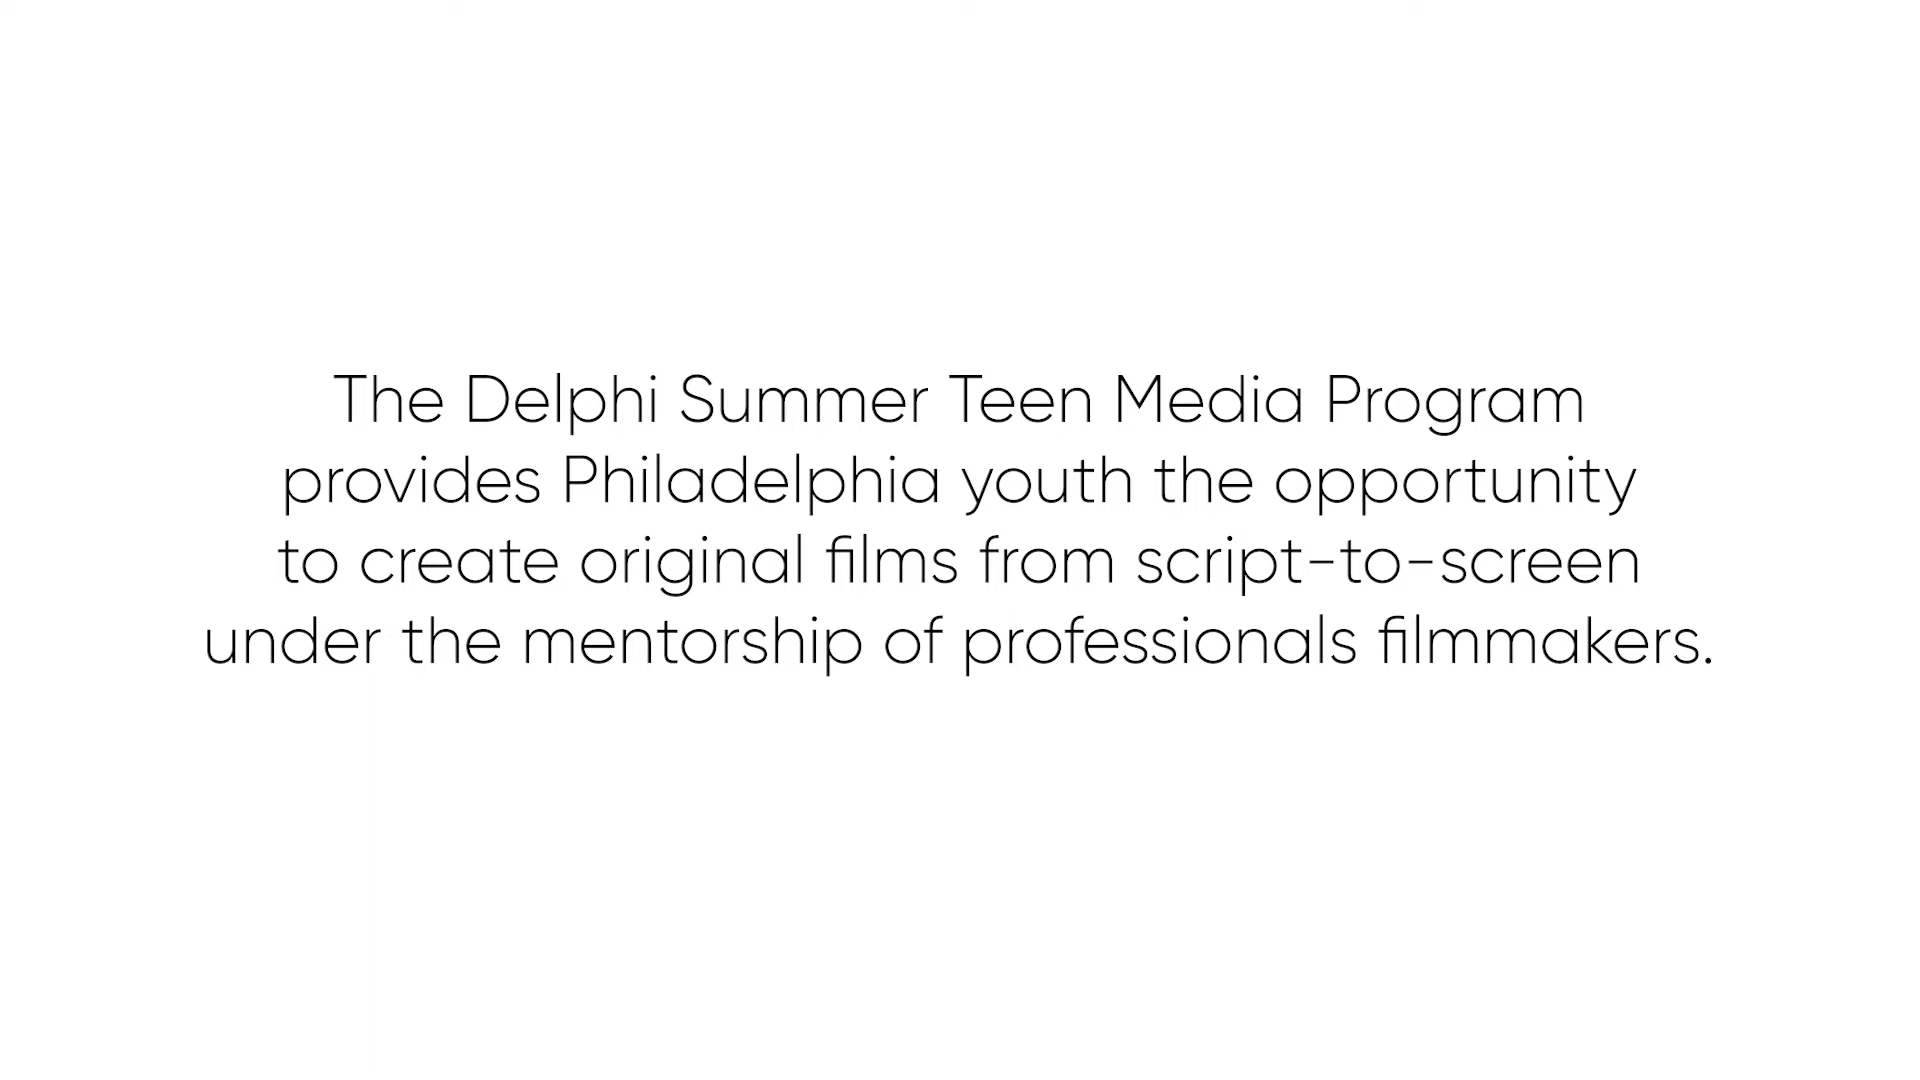 The Delphi Summer Teen Media Program
provides Philadelphia youth the opportunity
to create original films from script-to-screen
under the mentorship of professionals filmmakers.